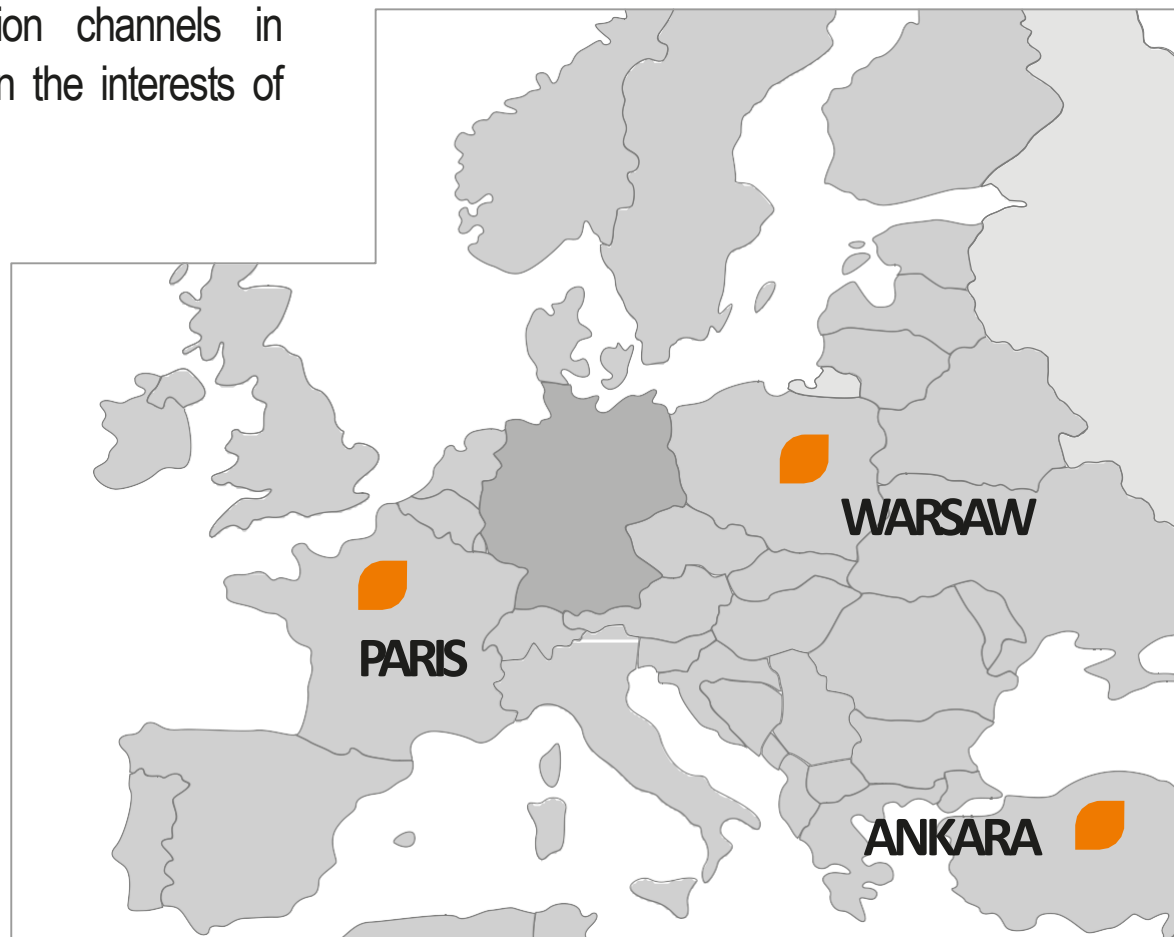 ion channels in
the interests of
WARSAW
PARIS
ANKARA